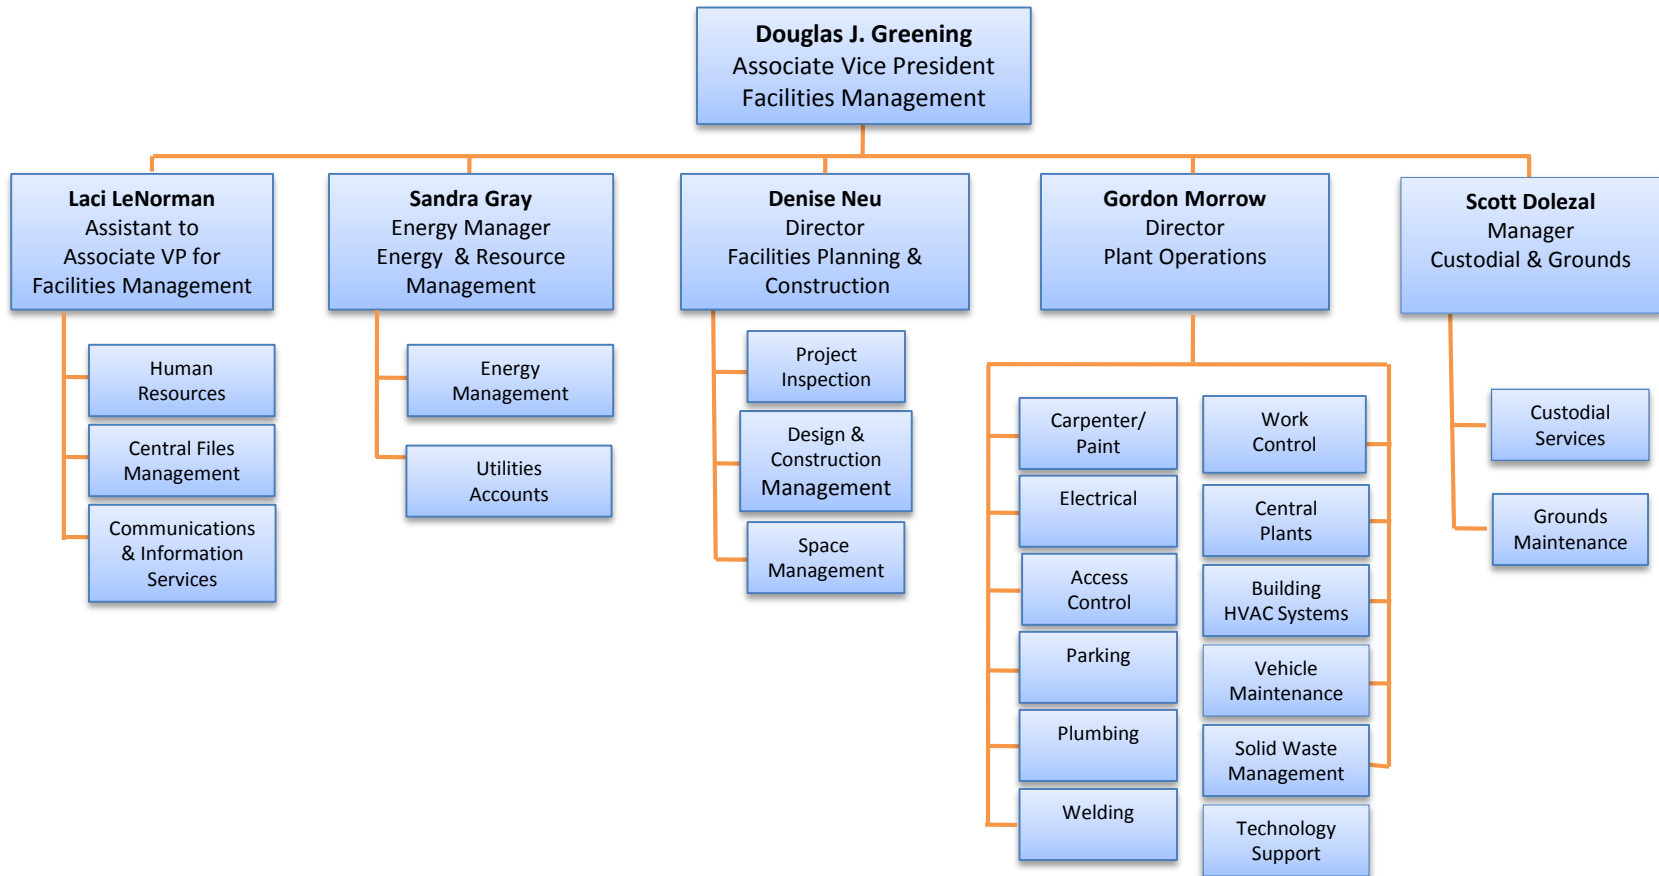 Douglas J. Greening
Associate Vice President
Facilities Management
Laci LeNorman
Assistant to
Associate VP for
Facilities Management
Sandra Gray
Energy Manager
Energy & Resource
Management
Denise Neu
Director
Facilities Planning &
Construction
Gordon Morrow
Director
Plant Operations
Scott Dolezal
Manager
Custodial & Grounds
Human
Resources
Central Files
Management
Communications
& Information
Services
Energy
Management
Utilities
Accounts
Project
Inspection
Design &
Construction
Management
Space
Management
Carpenter/
Paint
Electrical
Access
Control
Parking
Plumbing
Welding
Work
Control
Central
Plants
Building
HVAC Systems
Vehicle
Maintenance
Solid Waste
Management
Technology
Support
Custodial
Services
Grounds
Maintenance